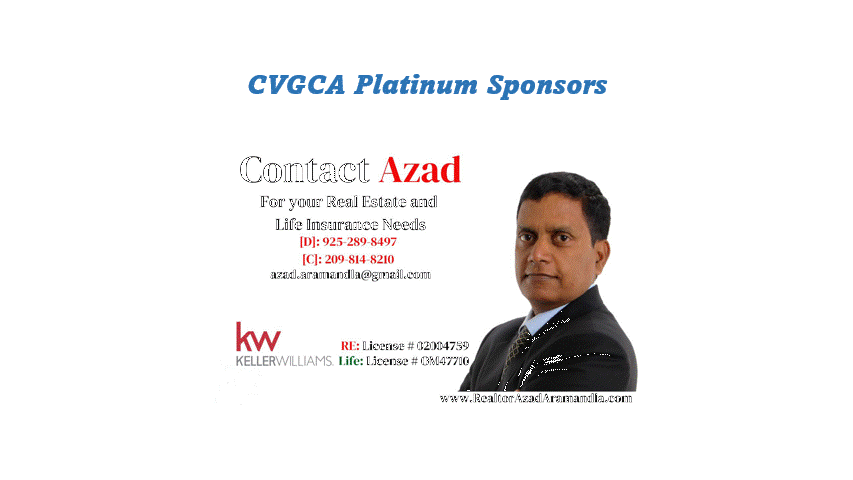 CVGCA Platinum Sponsors
Contact Azad
For your Real Estate and
Life Insurance Needs
[D]: 925-289-8497
[C]: 209-814-8210
azad.aramandla@gmail.com
kw
KELLERWILLIAMS.
RE: License # 02004759
Life: License # 0M47710
www.RealtorAzadAramandla.com